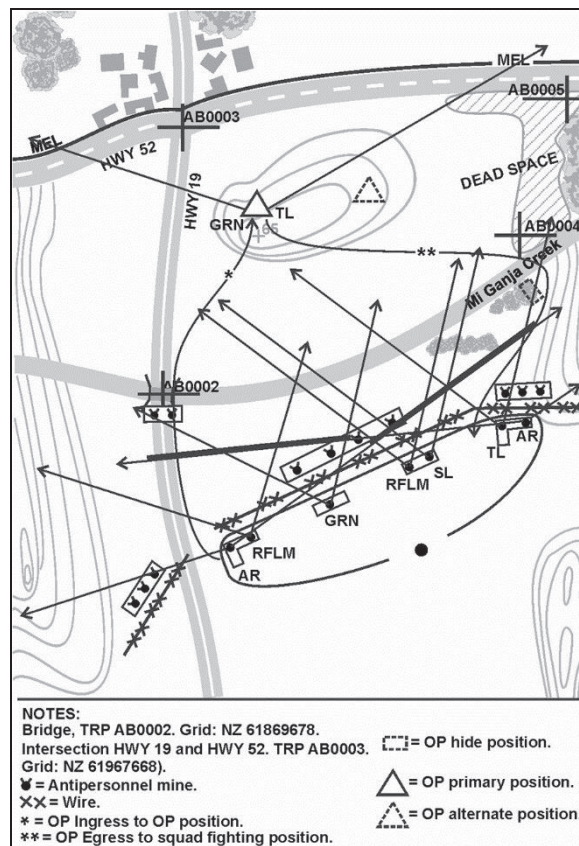 MEL
AB0005
AB0003
MEL
HWY 52
DEAD SPACE
HWY 19
TL
GRN
65
AB0004
**
*
Mi Ganja Creek
AB0002
AR
TL
SL
RFLM
GRN
RFLM
AR
NOTES:
Bridge, TRP AB0002. Grid: NZ 61869678.
Intersection HWY 19 and HWY 52. TRP AB0003.
Grid: NZ 61967668).
= Antipersonnel mine.
XX = Wire.
* = OP Ingress to OP position.
** = OP Egress to squad fighting position.
= OP hide position.
= OP primary position.
= OP alternate position.